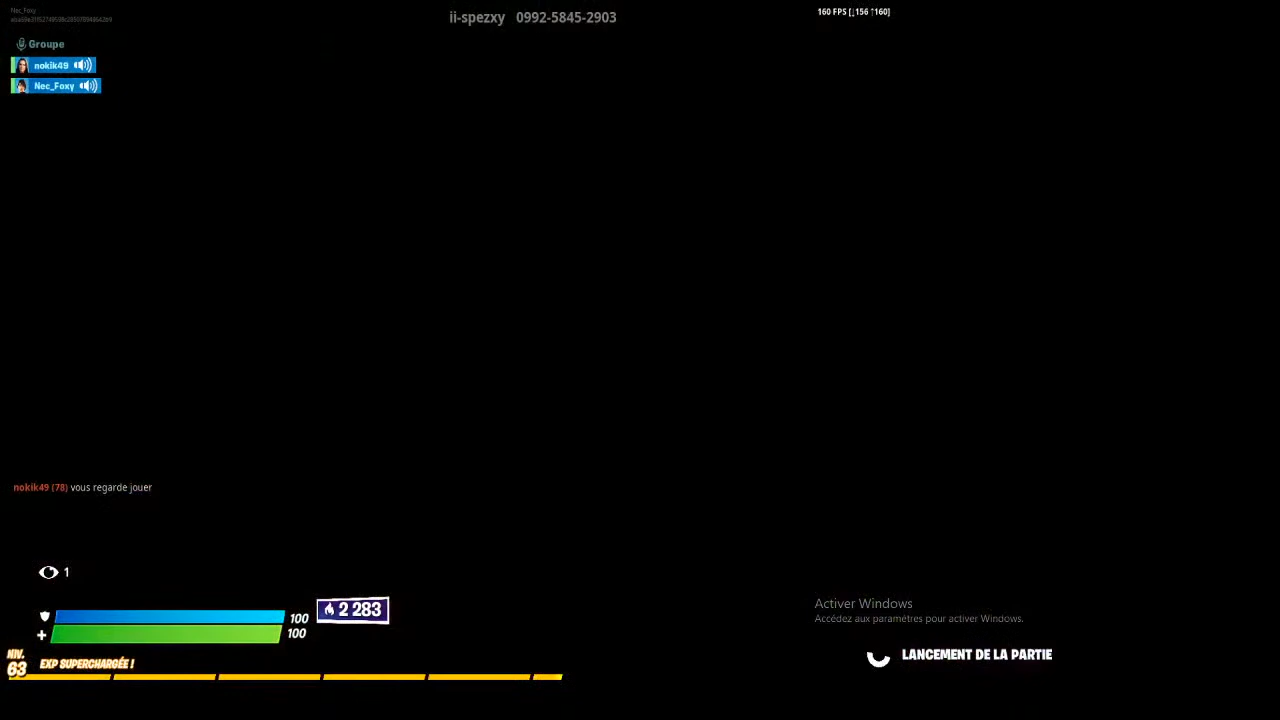 Nec_Foxy
ii-spezxy 0992-5845-2903
160 FPS [↓156 ↑160]
Groupe
nokik49
Nec_Foxy
nokik49 (78) vous regarde jouer
1
100
2 283
100
Activer Windows
Accédez aux paramètres pour activer Windows.
NIV.
63
EXP SUPERCHARGÉE !
LANCEMENT DE LA PARTIE